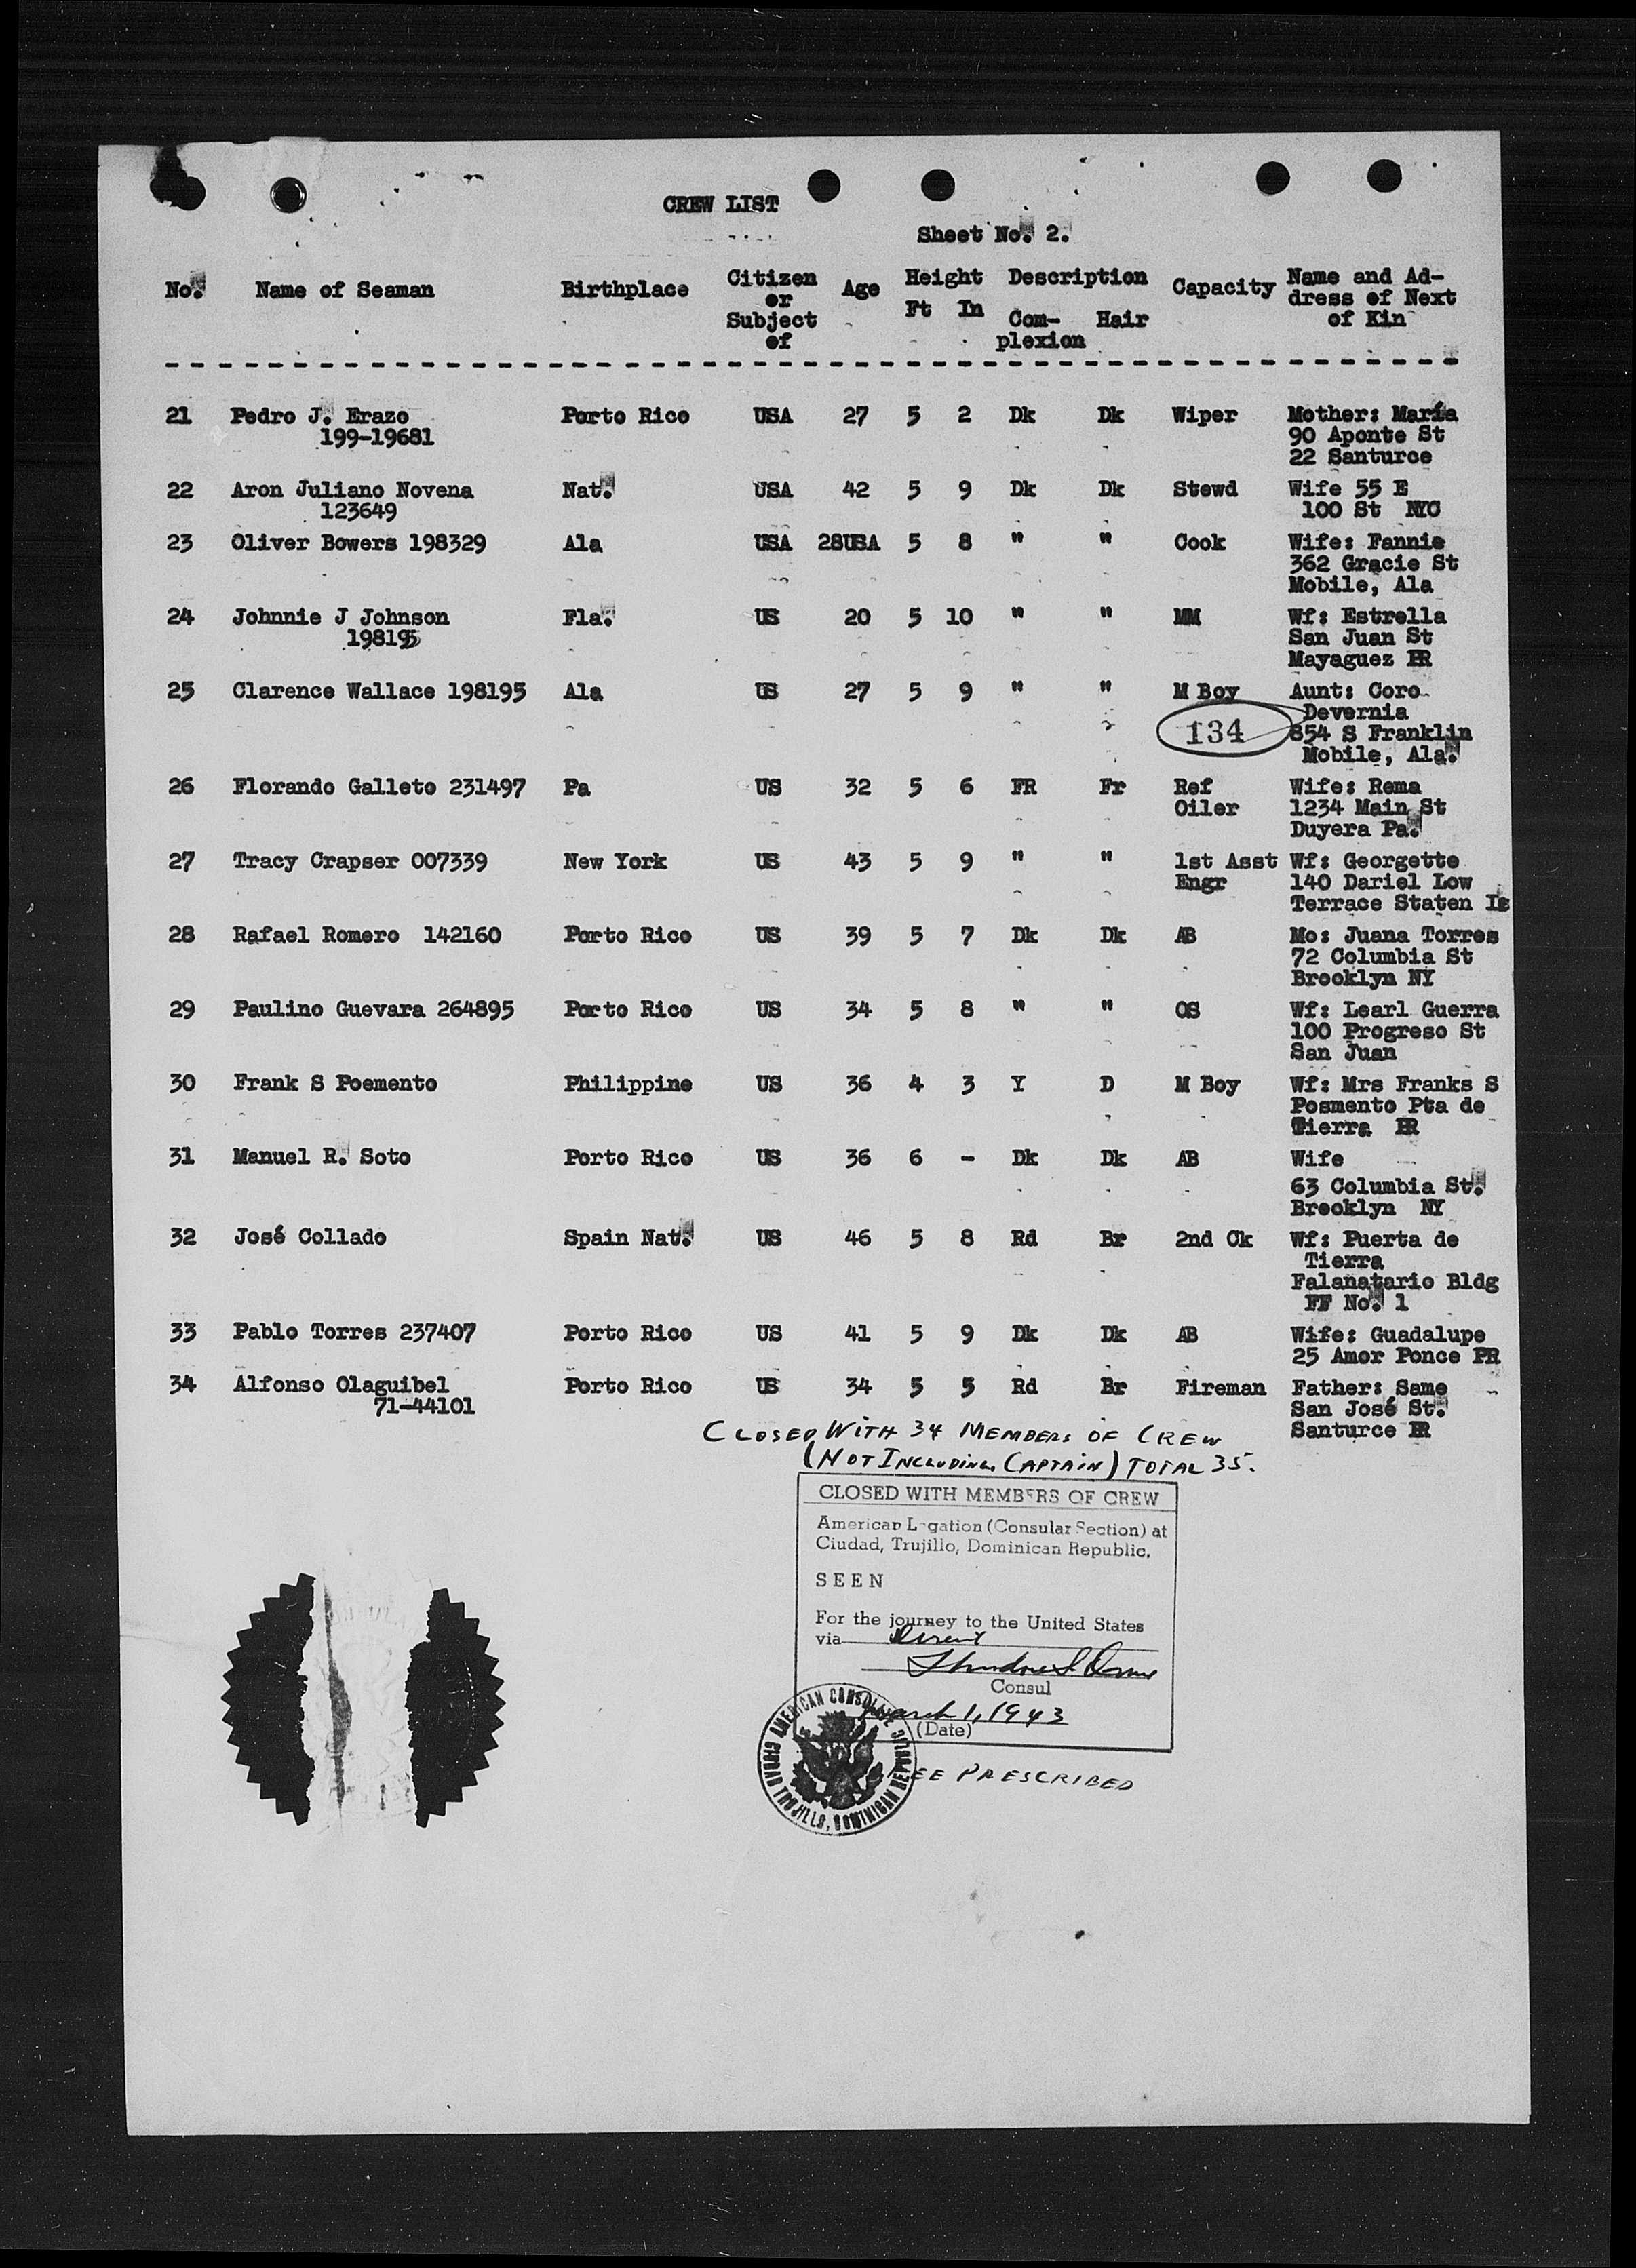 CREW LIST
Sheet No. 2.
No. Name of Seaman Birthplace Citizen or Subject of Age Height Ft In Description Com-plexion Hair Capacity Name and Ad-dress of Next of Kin
21 Pedro J. Erazo Porto Rico USA 27 5 2 Dk Dk Wiper Mother: María
199-19681 90 Aponte St
22 Santurce
22 Aron Juliano Novena Nat. USA 42 5 9 Dk Dk Stewd Wife 55 E
123649 100 St NYC
23 Oliver Bowers 198329 Ala USA 28USA 5 8 " " Cook Wife: Fannie
362 Gracie St
Mobile, Ala
24 Johnnie J Johnson Fla. US 20 5 10 " " MM Wf: Estrella
198195 San Juan St
Mayaguez PR
25 Clarence Wallace 198195 Ala US 27 5 9 " " M Boy Aunt: Coro
Devernia
134 854 S Franklin
Mobile, Ala.
26 Florando Galleto 231497 Pa US 32 5 6 FR Fr Ref Wife: Rema
Oiler 1234 Main St
Duyera Pa.
27 Tracy Crapser 007339 New York US 43 5 9 " " 1st Asst Wf: Georgette
Engr 140 Dariel Low
Terrace Staten Is
28 Rafael Romero 142160 Porto Rico US 39 5 7 Dk Dk AB Mo: Juana Torres
72 Columbia St
Brooklyn NY
29 Paulino Guevara 264895 Porto Rico US 34 5 8 " " OS Wf: Learl Guerra
100 Progreso St
San Juan
30 Frank S Poemento Philippine US 36 4 3 Y D M Boy Wf: Mrs Franks S
Posmento Pta de
Tierra PR
31 Manuel R. Soto Porto Rico US 36 6 - Dk Dk AB Wife
63 Columbia St.
Brooklyn NY
32 José Collado Spain Nat. US 46 5 8 Rd Br 2nd Ck Wf: Puerta de
Tierra
Falanatario Bldg
FF No. 1
33 Pablo Torres 237407 Porto Rico US 41 5 9 Dk Dk AB Wife: Guadalupe
25 Amor Ponce PR
34 Alfonso Olaguibel Porto Rico US 34 5 5 Rd Br Fireman Father: Same
71-44101 San José St.
Santurce PR
CLOSED WITH 34 MEMBERS OF CREW
(NOT INCLUDING CAPTAIN) TOTAL 35.
CLOSED WITH MEMBERS OF CREW
American Legation (Consular Section) at
Ciudad, Trujillo, Dominican Republic.
SEEN
For the journey to the United States
via Direct
Consul
March 1, 1943
(Date)
AMERICAN CONSULATE CIUDAD TRUJILLO, DOMINICAN REPUBLIC
FEE PRESCRIBED